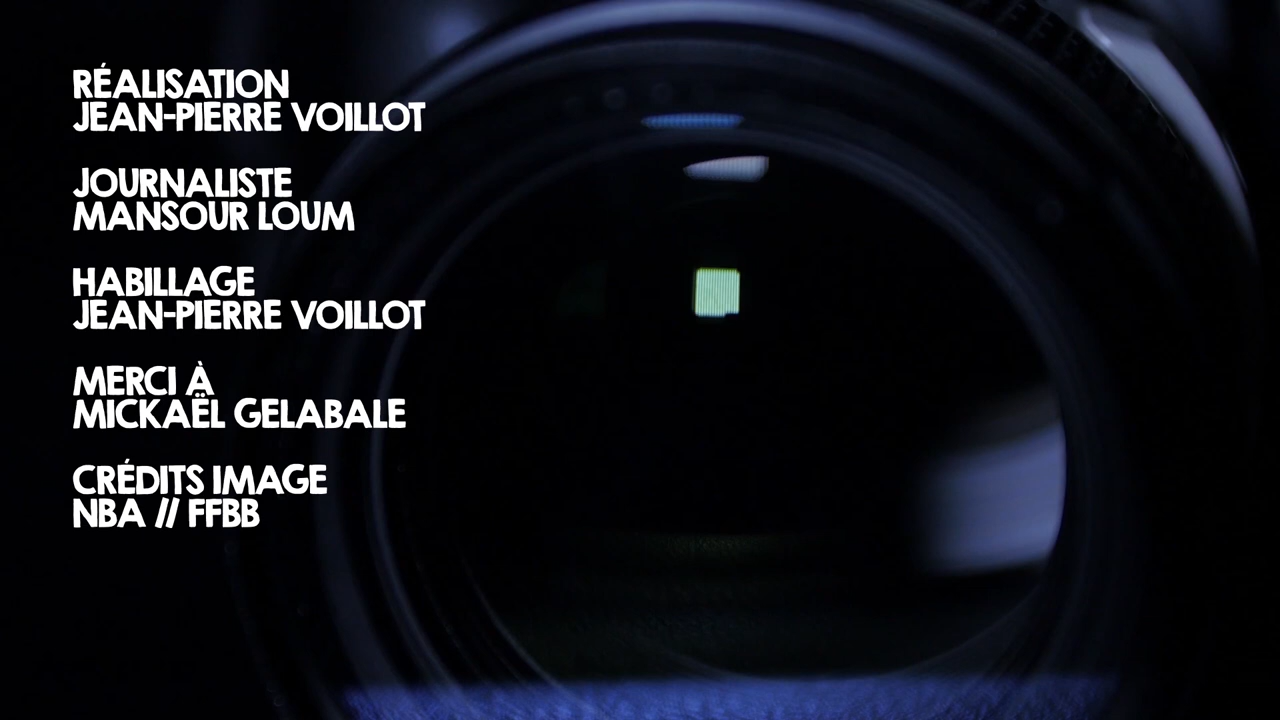 RÉALISATION
JEAN-PIERRE VOILLOT
JOURNALISTE
MANSOUR LOUM
HABILLAGE
JEAN-PIERRE VOILLOT
MERCI À
MICKAËL GELABALE
CRÉDITS IMAGE
NBA // FFBB